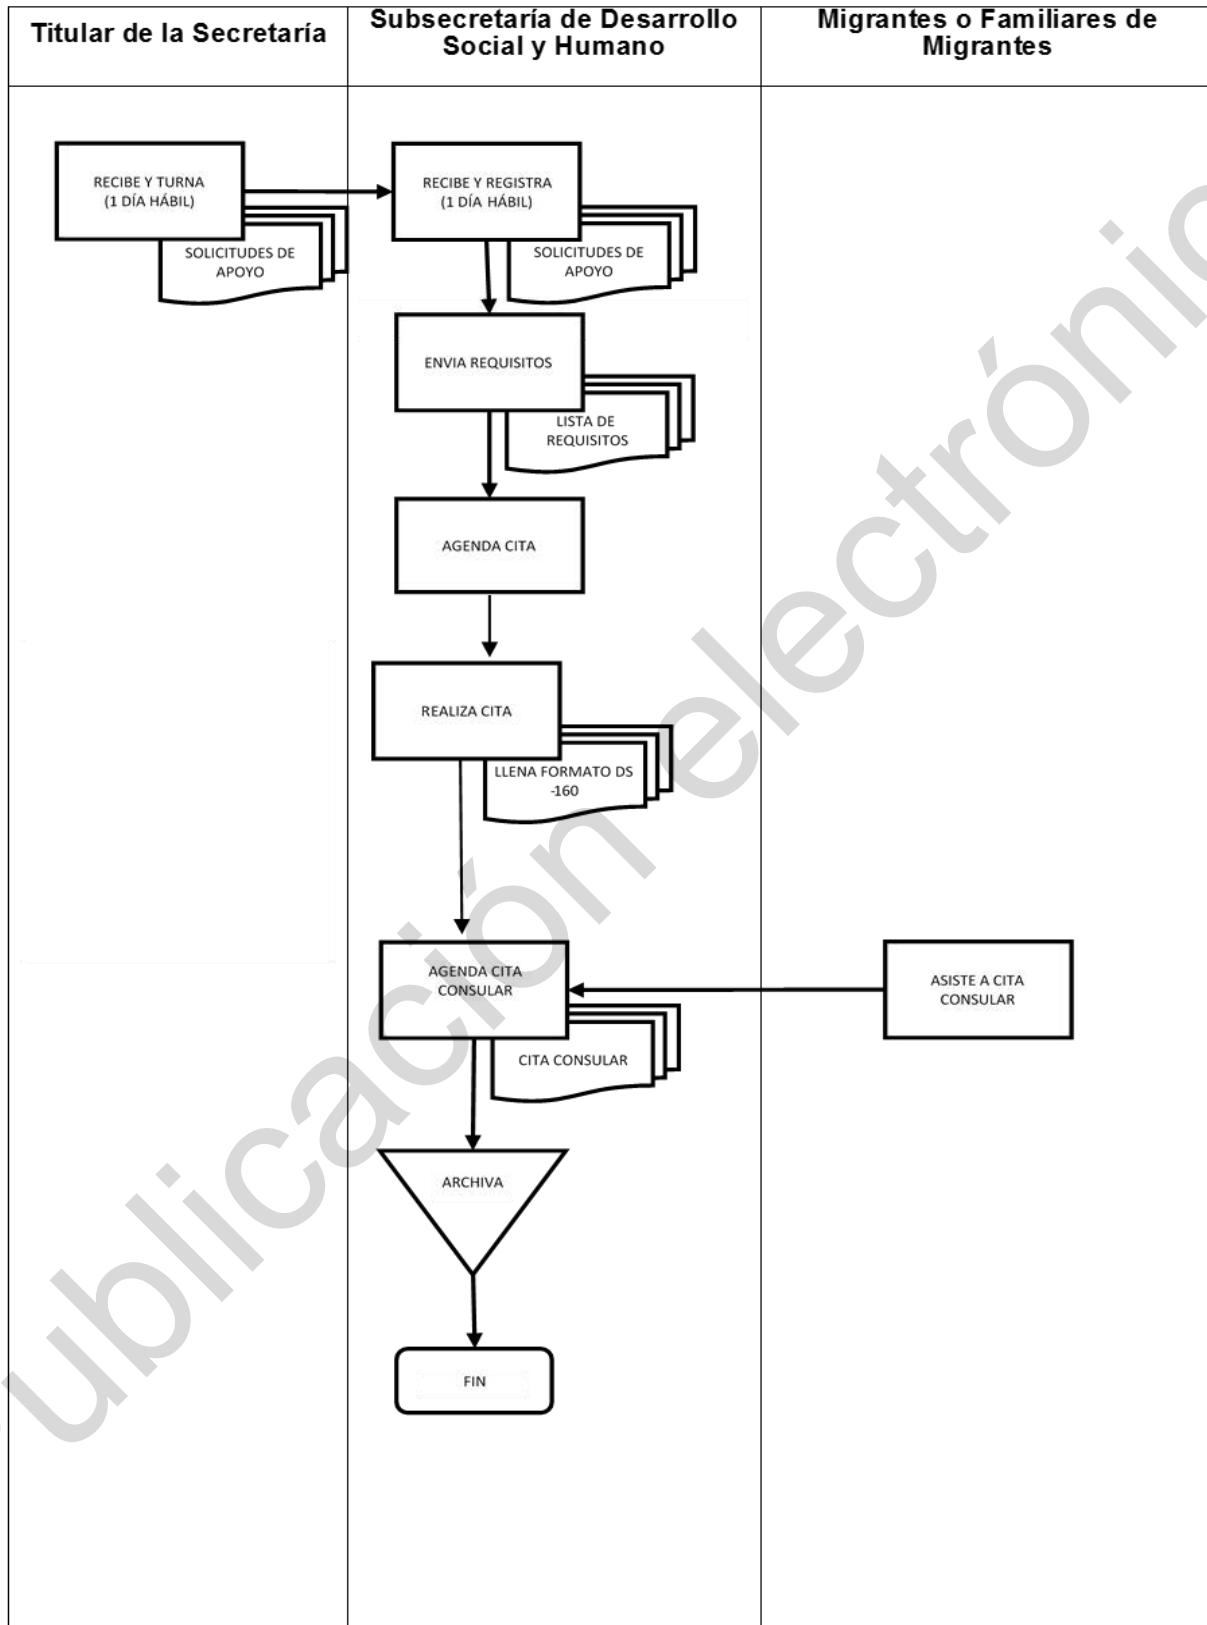 Titular de la Secretaría
Subsecretaría de Desarrollo
Social y Humano
Migrantes o Familiares de
Migrantes
RECIBE Y TURNA
(1 DÍA HÁBIL)
SOLICITUDES DE
APOYO
RECIBE Y REGISTRA
(1 DÍA HÁBIL)
SOLICITUDES DE
APOYO
ENVIA REQUISITOS
LISTA DE
REQUISITOS
AGENDA CITA
REALIZA CITA
LLENA FORMATO DS
-160
AGENDA CITA
CONSULAR
CITA CONSULAR
ASISTE A CITA
CONSULAR
ARCHIVA
FIN
ublicación electrónic